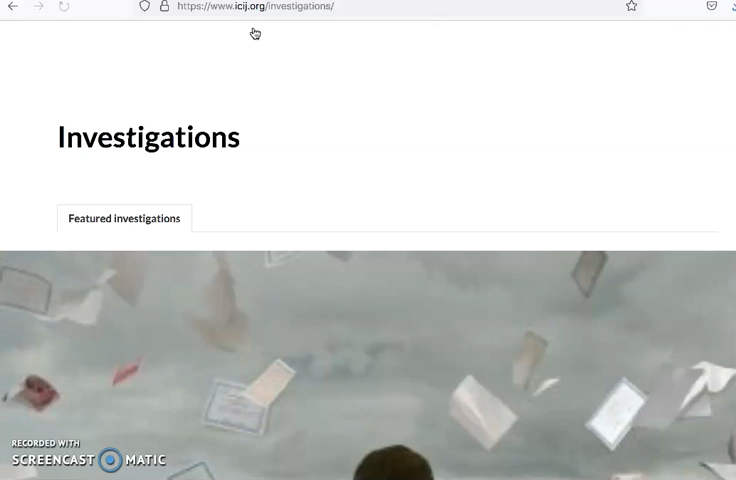 https://www.icij.org/investigations/
Investigations
Featured investigations
RECORDED WITH
SCREENCAST MATIC